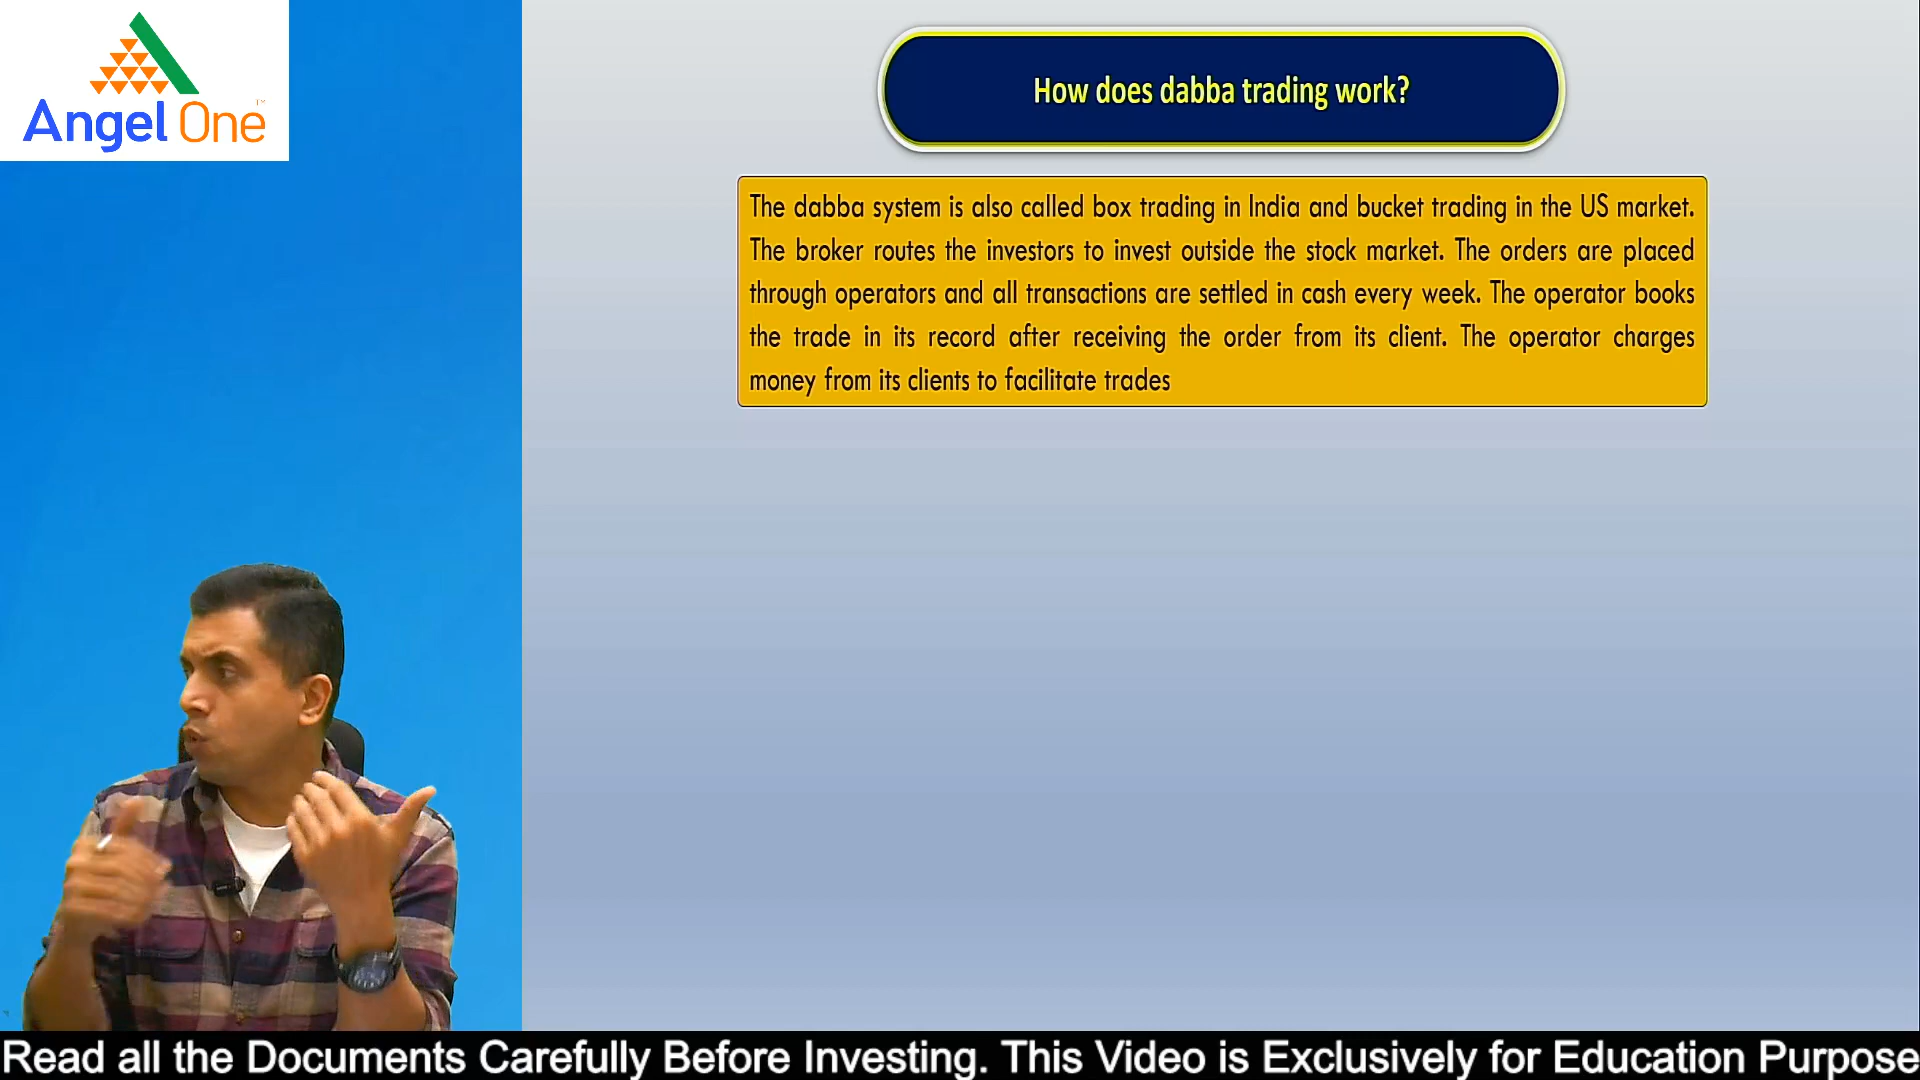 Angel One™
How does dabba trading work?
The dabba system is also called box trading in India and bucket trading in the US market.
The broker routes the investors to invest outside the stock market. The orders are placed
through operators and all transactions are settled in cash every week. The operator books
the trade in its record after receiving the order from its client. The operator charges
money from its clients to facilitate trades
Read all the Documents Carefully Before Investing. This Video is Exclusively for Education Purpose